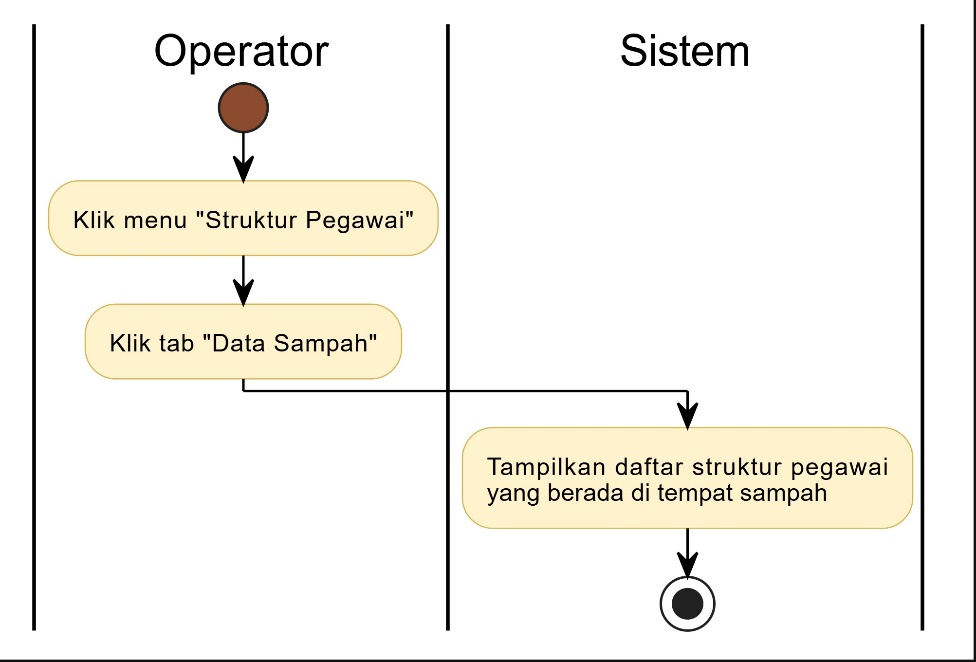 Operator
Sistem
Klik menu "Struktur Pegawai"
Klik tab "Data Sampah"
Tampilkan daftar struktur pegawai
yang berada di tempat sampah